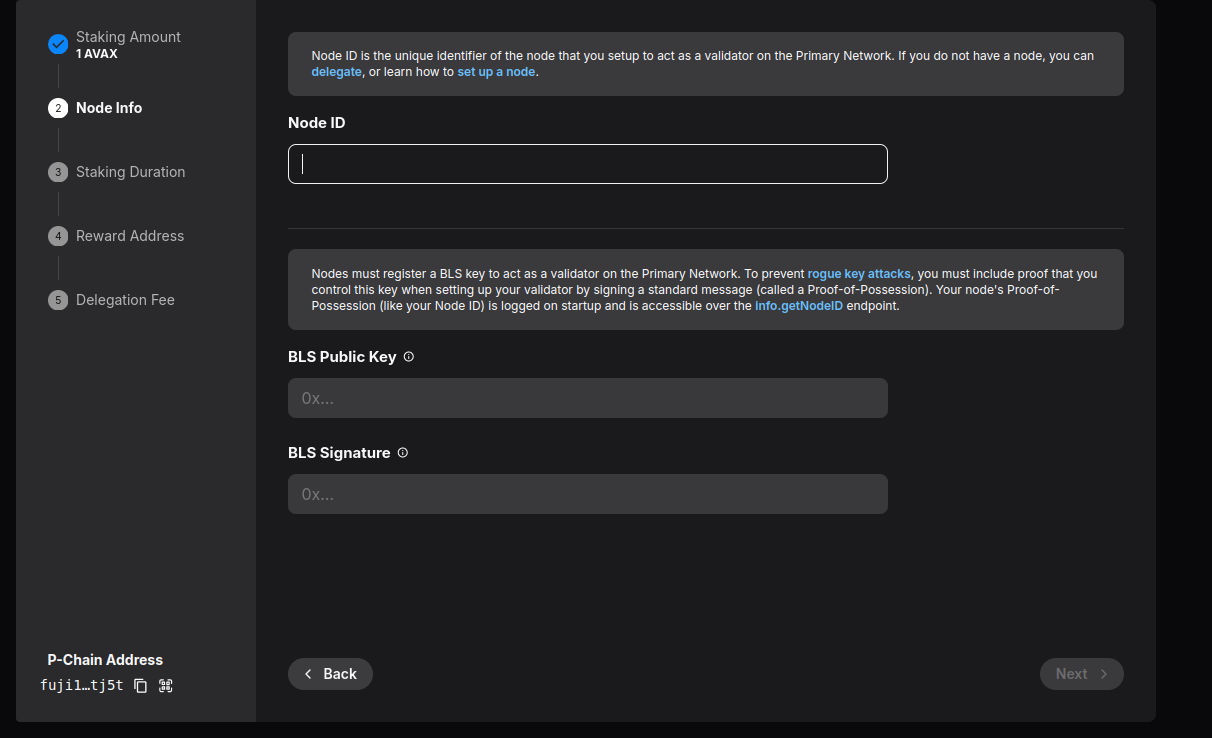 Staking Amount
1 AVAX
2 Node Info
3 Staking Duration
4 Reward Address
5 Delegation Fee
P-Chain Address
fuji1…tj5t
Node ID is the unique identifier of the node that you setup to act as a validator on the Primary Network. If you do not have a node, you can
delegate, or learn how to set up a node.
Node ID
Nodes must register a BLS key to act as a validator on the Primary Network. To prevent rogue key attacks, you must include proof that you
control this key when setting up your validator by signing a standard message (called a Proof-of-Possession). Your node's Proof-of-
Possession (like your Node ID) is logged on startup and is accessible over the info.getNodeID endpoint.
BLS Public Key
0x...
BLS Signature
0x...
Back
Next